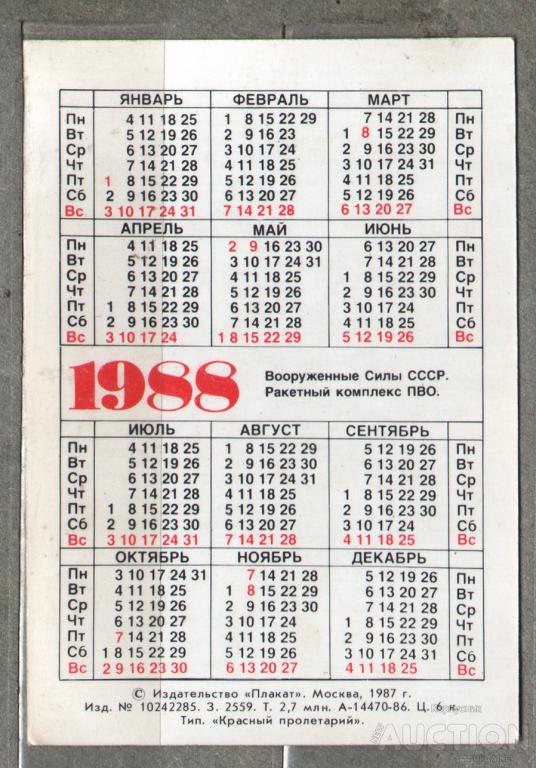 ЯНВАРЬ ФЕВРАЛЬ МАРТ
Пн 4 11 18 25 1 8 15 22 29 7 14 21 28 Пн
Вт 5 12 19 26 2 9 16 23 1 8 15 22 29 Вт
Ср 6 13 20 27 3 10 17 24 2 9 16 23 30 Ср
Чт 7 14 21 28 4 11 18 25 3 10 17 24 31 Чт
Пт 1 8 15 22 29 5 12 19 26 4 11 18 25 Пт
Сб 2 9 16 23 30 6 13 20 27 5 12 19 26 Сб
Вс 3 10 17 24 31 7 14 21 28 6 13 20 27 Вс
АПРЕЛЬ МАЙ ИЮНЬ
Пн 4 11 18 25 2 9 16 23 30 6 13 20 27 Пн
Вт 5 12 19 26 3 10 17 24 31 7 14 21 28 Вт
Ср 6 13 20 27 4 11 18 25 1 8 15 22 29 Ср
Чт 7 14 21 28 5 12 19 26 2 9 16 23 30 Чт
Пт 1 8 15 22 29 6 13 20 27 3 10 17 24 Пт
Сб 2 9 16 23 30 7 14 21 28 4 11 18 25 Сб
Вс 3 10 17 24 1 8 15 22 29 5 12 19 26 Вс
1988
Вооруженные Силы СССР.
Ракетный комплекс ПВО.
ИЮЛЬ АВГУСТ СЕНТЯБРЬ
Пн 4 11 18 25 1 8 15 22 29 5 12 19 26 Пн
Вт 5 12 19 26 2 9 16 23 30 6 13 20 27 Вт
Ср 6 13 20 27 3 10 17 24 31 7 14 21 28 Ср
Чт 7 14 21 28 4 11 18 25 1 8 15 22 29 Чт
Пт 1 8 15 22 29 5 12 19 26 2 9 16 23 30 Пт
Сб 2 9 16 23 30 6 13 20 27 3 10 17 24 Сб
Вс 3 10 17 24 31 7 14 21 28 4 11 18 25 Вс
ОКТЯБРЬ НОЯБРЬ ДЕКАБРЬ
Пн 3 10 17 24 31 7 14 21 28 5 12 19 26 Пн
Вт 4 11 18 25 1 8 15 22 29 6 13 20 27 Вт
Ср 5 12 19 26 2 9 16 23 30 7 14 21 28 Ср
Чт 6 13 20 27 3 10 17 24 1 8 15 22 29 Чт
Пт 7 14 21 28 4 11 18 25 2 9 16 23 30 Пт
Сб 1 8 15 22 29 5 12 19 26 3 10 17 24 31 Сб
Вс 2 9 16 23 30 6 13 20 27 4 11 18 25 Вс
© Издательство «Плакат». Москва, 1987 г.
Изд. № 10242285. З. 2559. Т. 2,7 млн. А-14470-86. Ц. 6 к.
Тип. «Красный пролетарий».
AUCTION